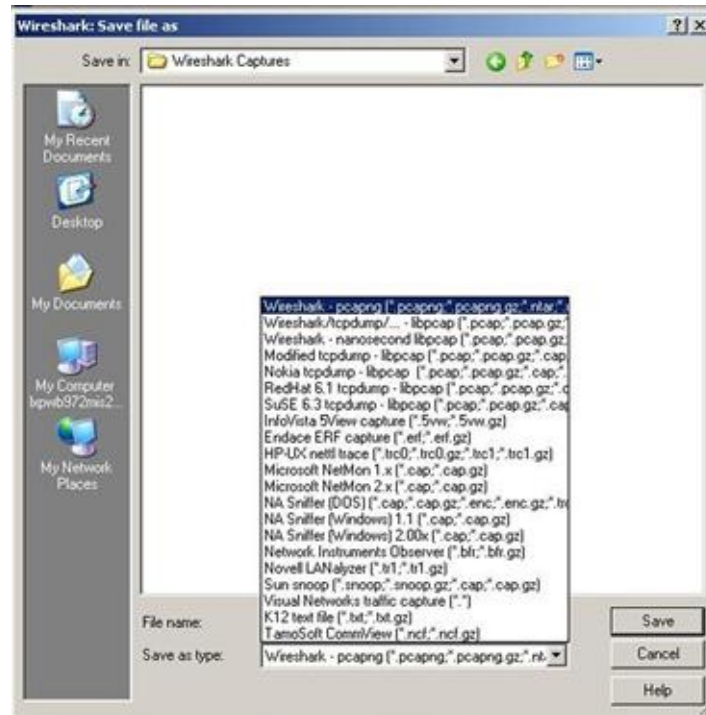 Wireshark: Save file as
Save in:
Wireshark Captures
My Recent
Documents
Desktop
My Documents
My Computer
My Network
Places
Wireshark - pcapng (*.pcapng;*.pcapng.gz;*.ntar;*.
Wireshark/tcpdump/... - libpcap (*.pcap;*.pcap.gz;*
Wireshark - nanosecond libpcap (*.pcap;*.pcap.gz;
Modified tcpdump - libpcap (*.pcap;*.pcap.gz;*.cap
Nokia tcpdump - libpcap (*.pcap;*.pcap.gz;*.cap;*.
RedHat 6.1 tcpdump - libpcap (*.pcap;*.pcap.gz;*.c
SuSE 6.3 tcpdump - libpcap (*.pcap;*.pcap.gz;*.cap
InfoVista 5View capture (*.5vw;*.5vw.gz)
Endace ERF capture (*.erf;*.erf.gz)
HP-UX nettl trace (*.trc0;*.trc0.gz;*.trc1;*.trc1.gz)
Microsoft NetMon 1.x (*.cap;*.cap.gz)
Microsoft NetMon 2.x (*.cap;*.cap.gz)
NA Sniffer (DOS) (*.cap;*.cap.gz;*.enc;*.enc.gz;*.trc
NA Sniffer (Windows) 1.1 (*.cap;*.cap.gz)
NA Sniffer (Windows) 2.00x (*.cap;*.cap.gz)
Network Instruments Observer (*.bfr;*.bfr.gz)
Novell LANalyzer (*.tr1;*.tr1.gz)
Sun snoop (*.snoop;*.snoop.gz;*.cap;*.cap.gz)
Visual Networks traffic capture (*.*)
K12 text file (*.txt;*.txt.gz)
TamoSoft CommView (*.ncf;*.ncf.gz)
File name:
Save
Save as type:
Wireshark - pcapng (*.pcapng;*.pcapng.gz;*.nt
Cancel
Help